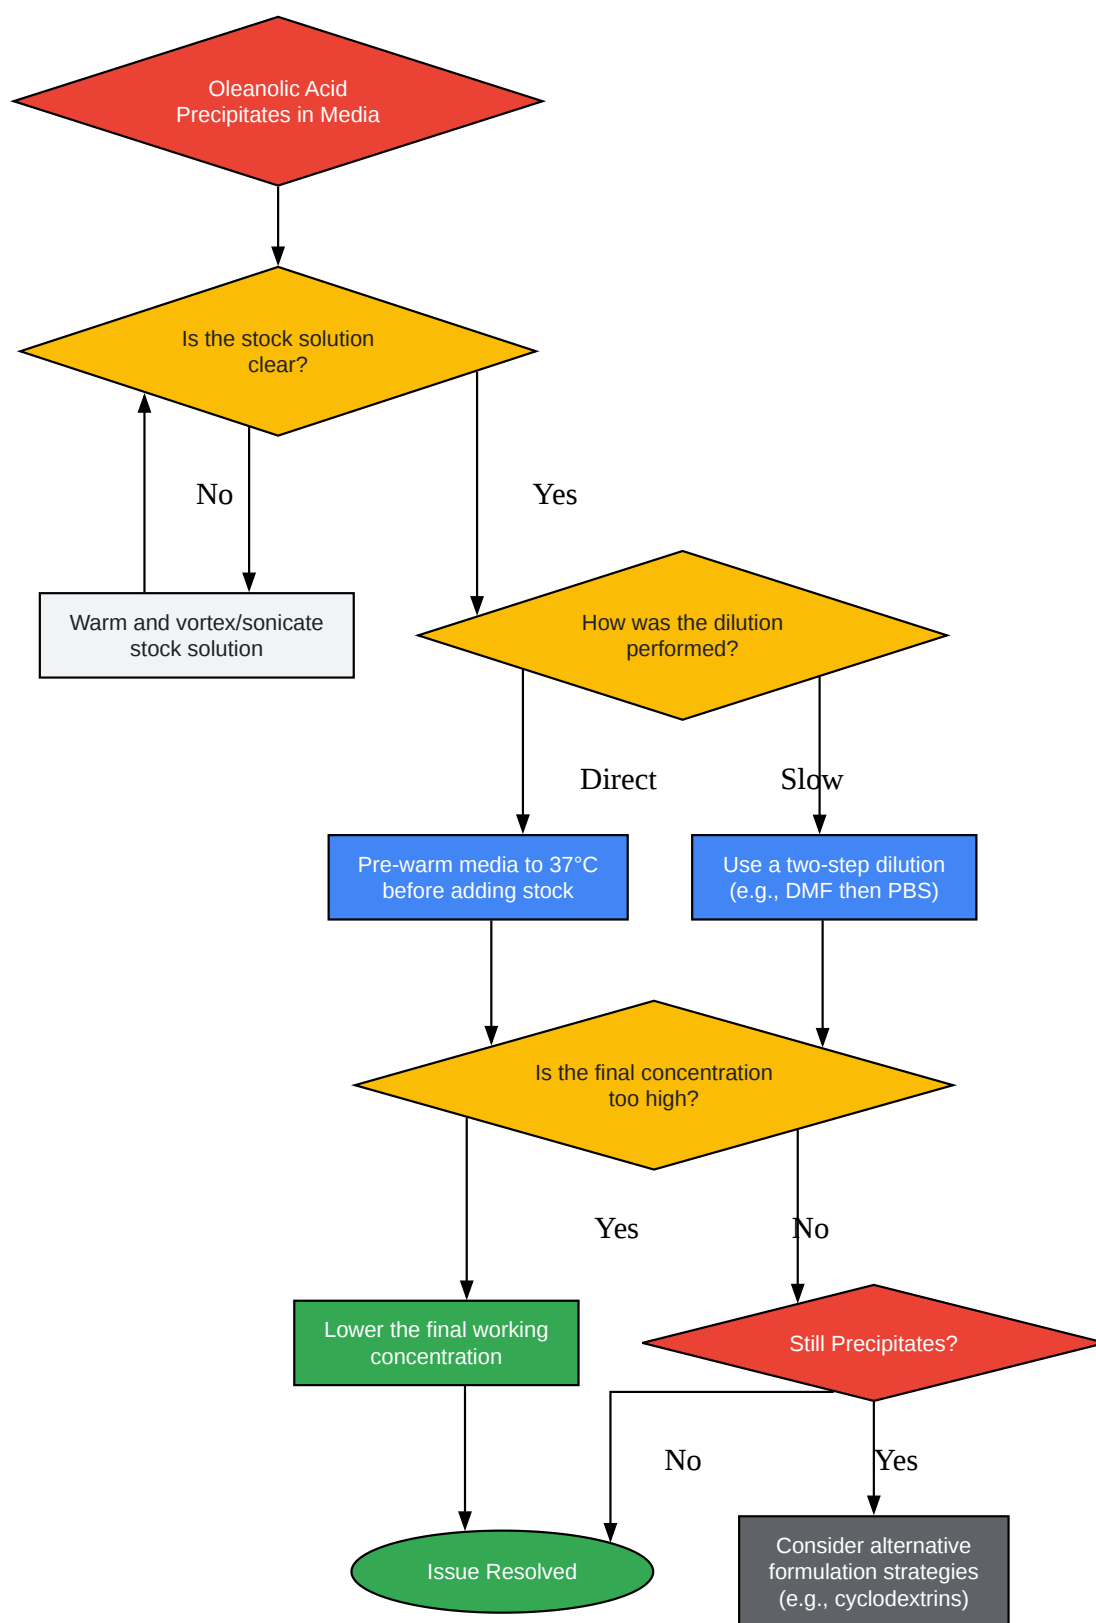 Oleanolic Acid
Precipitates in Media
Is the stock solution
clear?
No
Yes
Warm and vortex/sonicate
stock solution
How was the dilution
performed?
Direct
Slow
Pre-warm media to 37°C
before adding stock
Use a two-step dilution
(e.g., DMF then PBS)
Is the final concentration
too high?
Yes
No
Lower the final working
concentration
Still Precipitates?
No
Yes
Issue Resolved
Consider alternative
formulation strategies
(e.g., cyclodextrins)